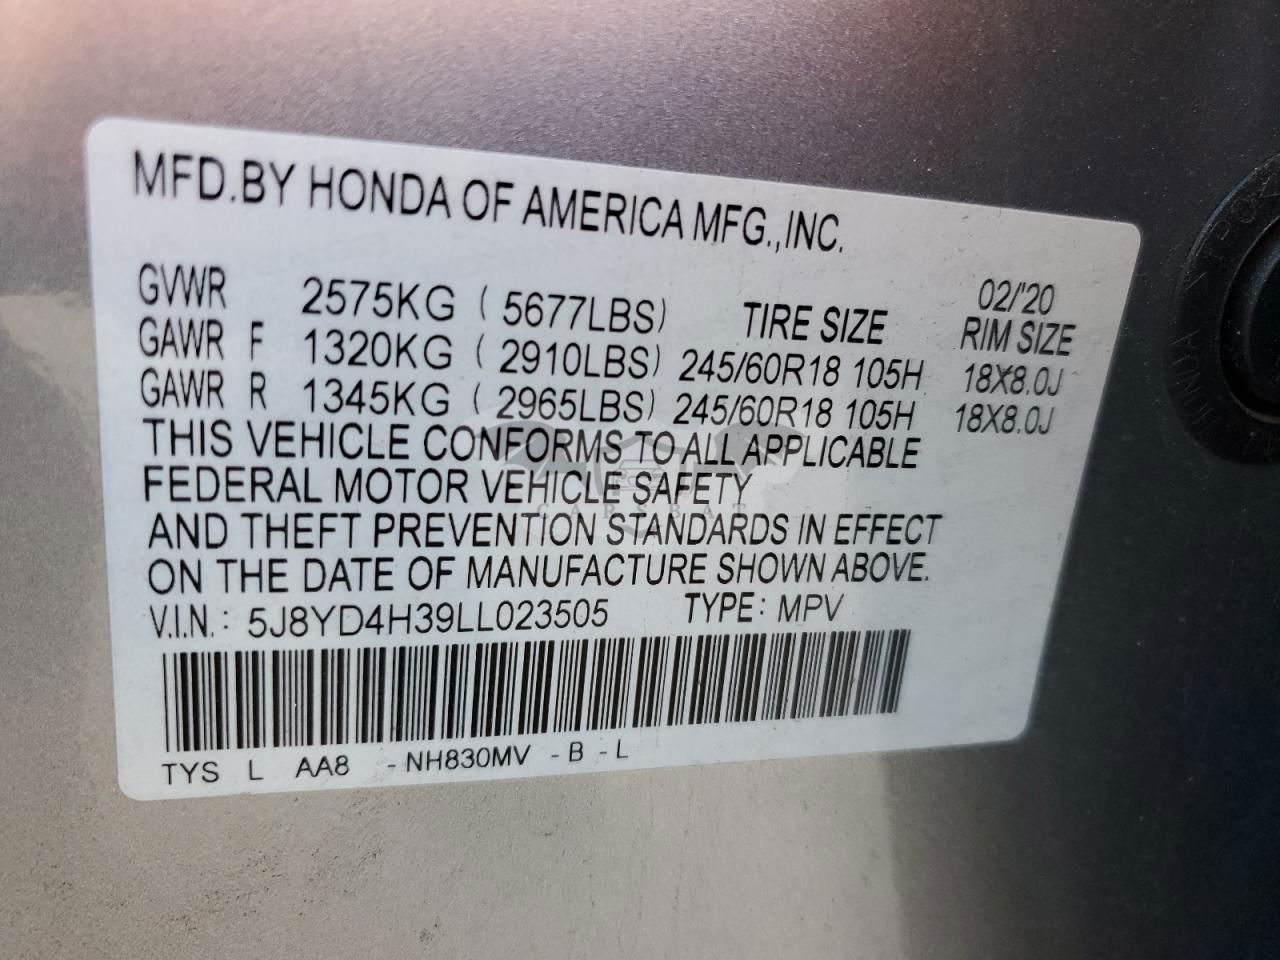 MFD.BY HONDA OF AMERICA MFG.,INC.
02/'20
GVWR 2575KG ( 5677LBS) TIRE SIZE RIM SIZE
GAWR F 1320KG ( 2910LBS) 245/60R18 105H 18X8.0J
GAWR R 1345KG ( 2965LBS) 245/60R18 105H 18X8.0J
THIS VEHICLE CONFORMS TO ALL APPLICABLE
FEDERAL MOTOR VEHICLE SAFETY
AND THEFT PREVENTION STANDARDS IN EFFECT
ON THE DATE OF MANUFACTURE SHOWN ABOVE.
V.I.N.: 5J8YD4H39LL023505 TYPE: MPV
TYS L AA8 - NH830MV - B - L
CARSBAT
HONDA